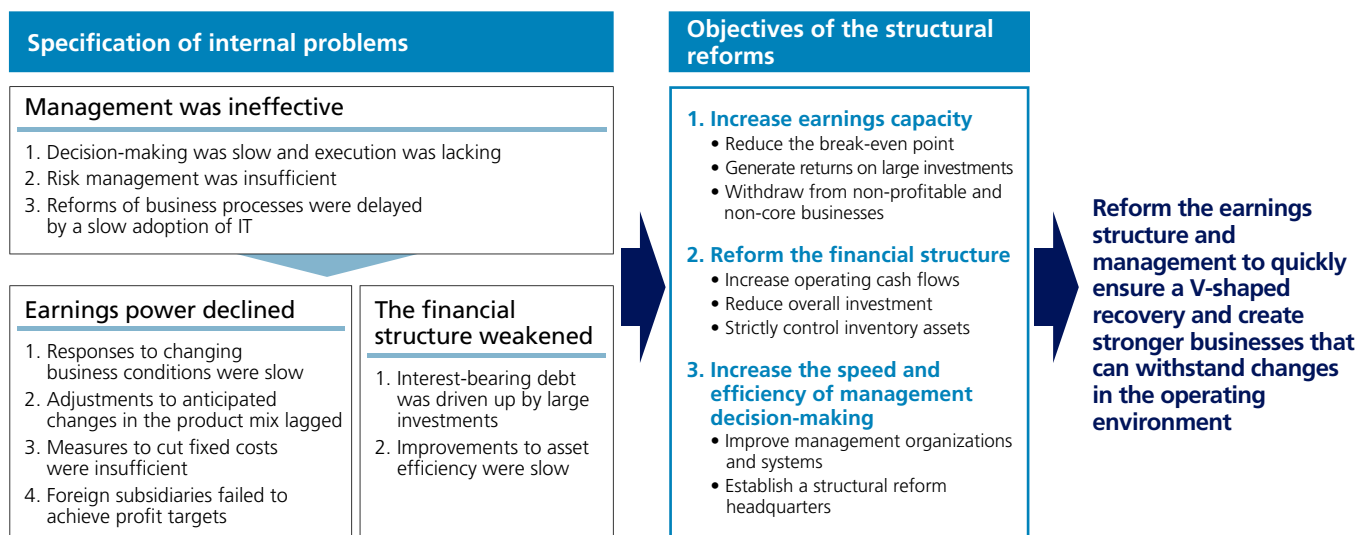 Specification of internal problems
Management was ineffective
1. Decision-making was slow and execution was lacking
2. Risk management was insufficient
3. Reforms of business processes were delayed
by a slow adoption of IT
Earnings power declined
1. Responses to changing
business conditions were slow
2. Adjustments to anticipated
changes in the product mix lagged
3. Measures to cut fixed costs
were insufficient
4. Foreign subsidiaries failed to
achieve profit targets
The financial
structure weakened
1. Interest-bearing debt
was driven up by large
investments
2. Improvements to asset
efficiency were slow
Objectives of the structural
reforms
1. Increase earnings capacity
• Reduce the break-even point
• Generate returns on large investments
• Withdraw from non-profitable and
non-core businesses
2. Reform the financial structure
• Increase operating cash flows
• Reduce overall investment
• Strictly control inventory assets
3. Increase the speed and
efficiency of management
decision-making
• Improve management organizations
and systems
• Establish a structural reform
headquarters
Reform the earnings
structure and
management to quickly
ensure a V-shaped
recovery and create
stronger businesses that
can withstand changes
in the operating
environment